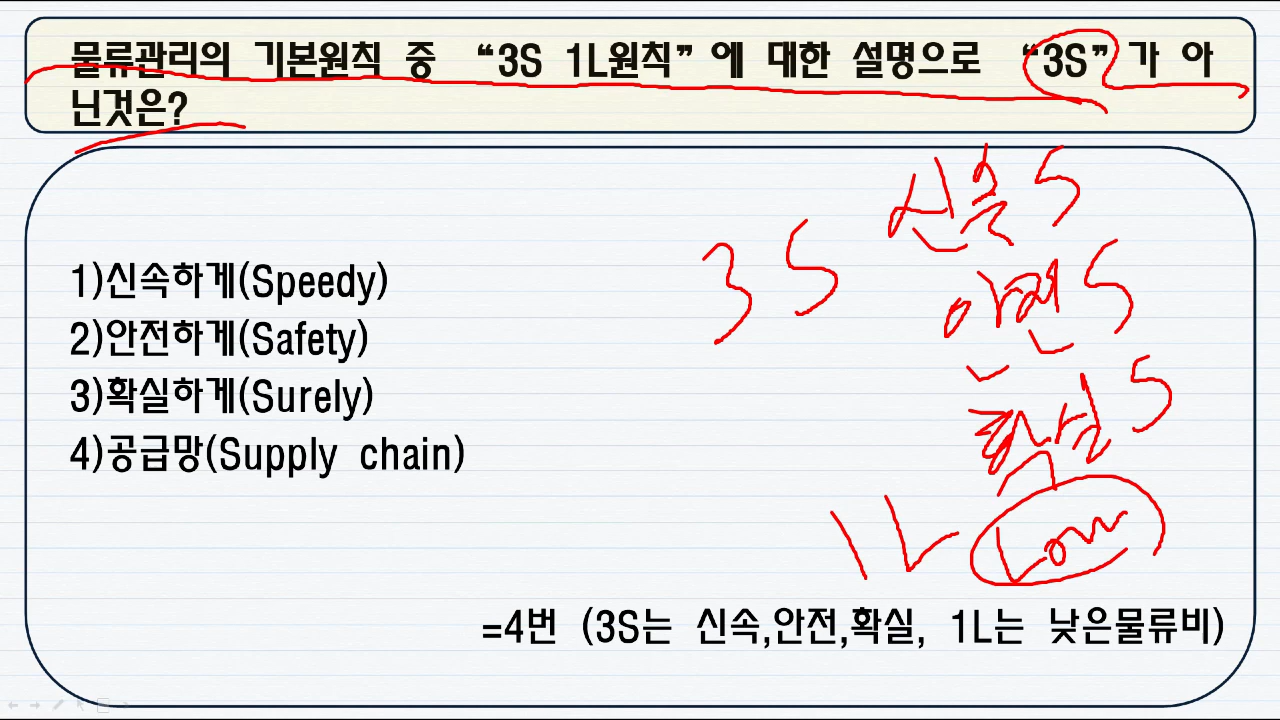 물류관리의 기본원칙 중 “3S 1L원칙”에 대한 설명으로 “3S”가 아
닌것은?
신속 S
3S
안전 S
1)신속하게(Speedy)
2)안전하게(Safety)
3)확실하게(Surely)
확실 S
4)공급망(Supply chain)
1L Low
=4번 (3S는 신속,안전,확실, 1L는 낮은물류비)